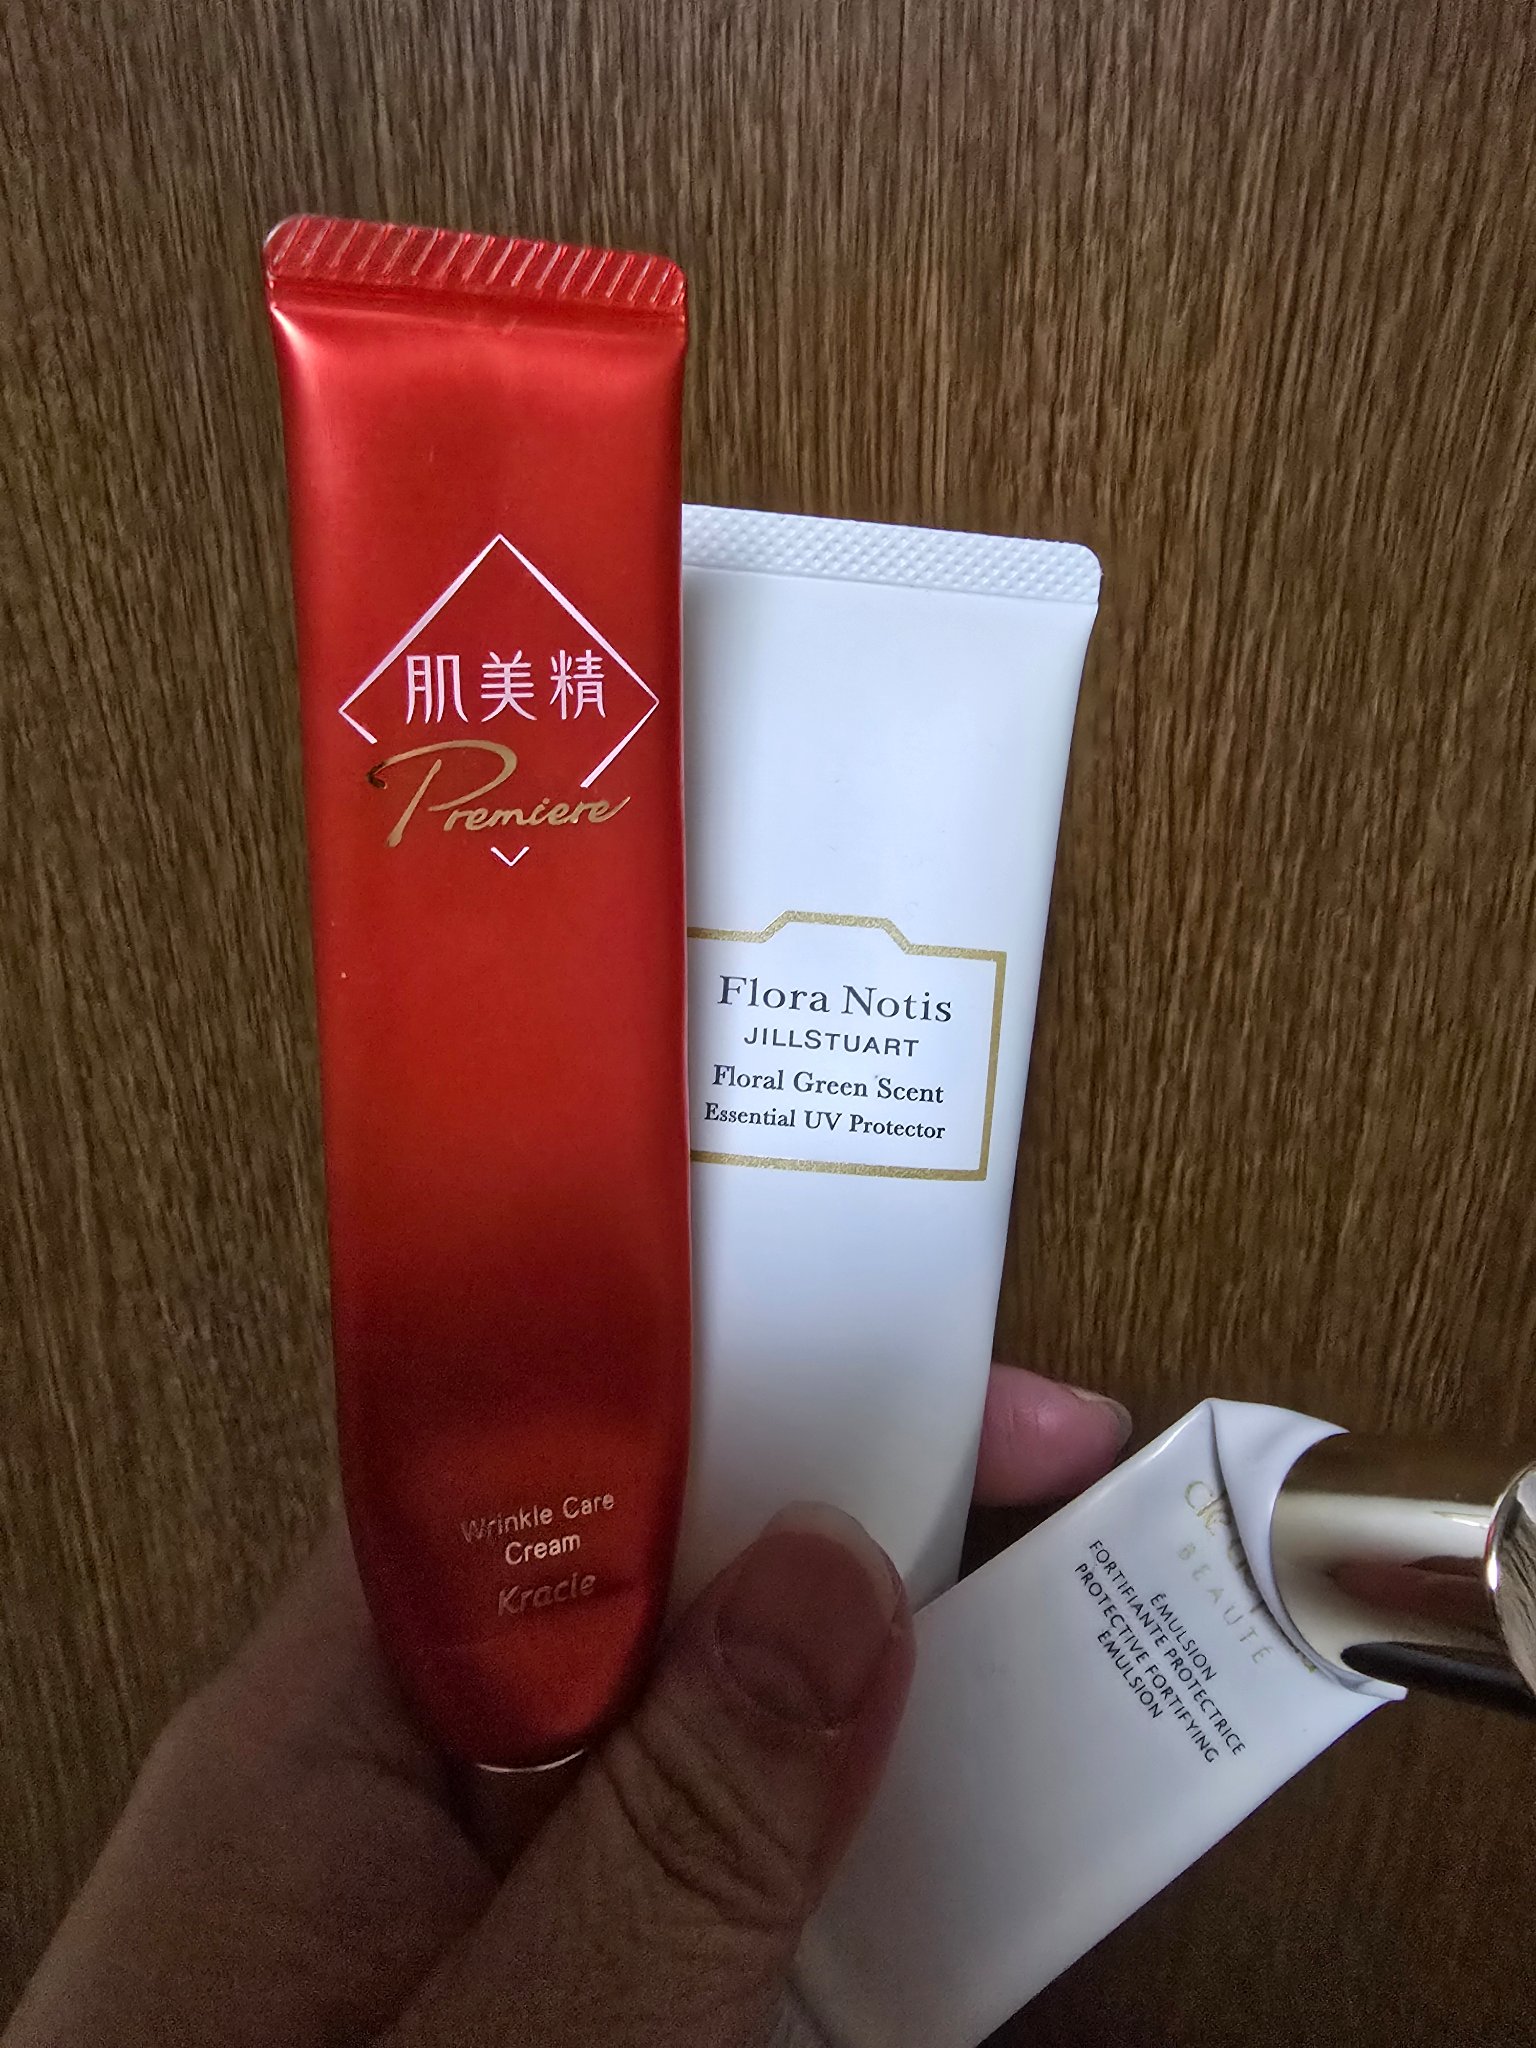 肌美精
Premiere
Wrinkle Care
Cream
Kracie
Flora Notis
JILLSTUART
Floral Green Scent
Essential UV Protector
BEAUTÉ
ÉMULSION
FORTIFIANTE PROTECTRICE
PROTECTIVE FORTIFYING
EMULSION